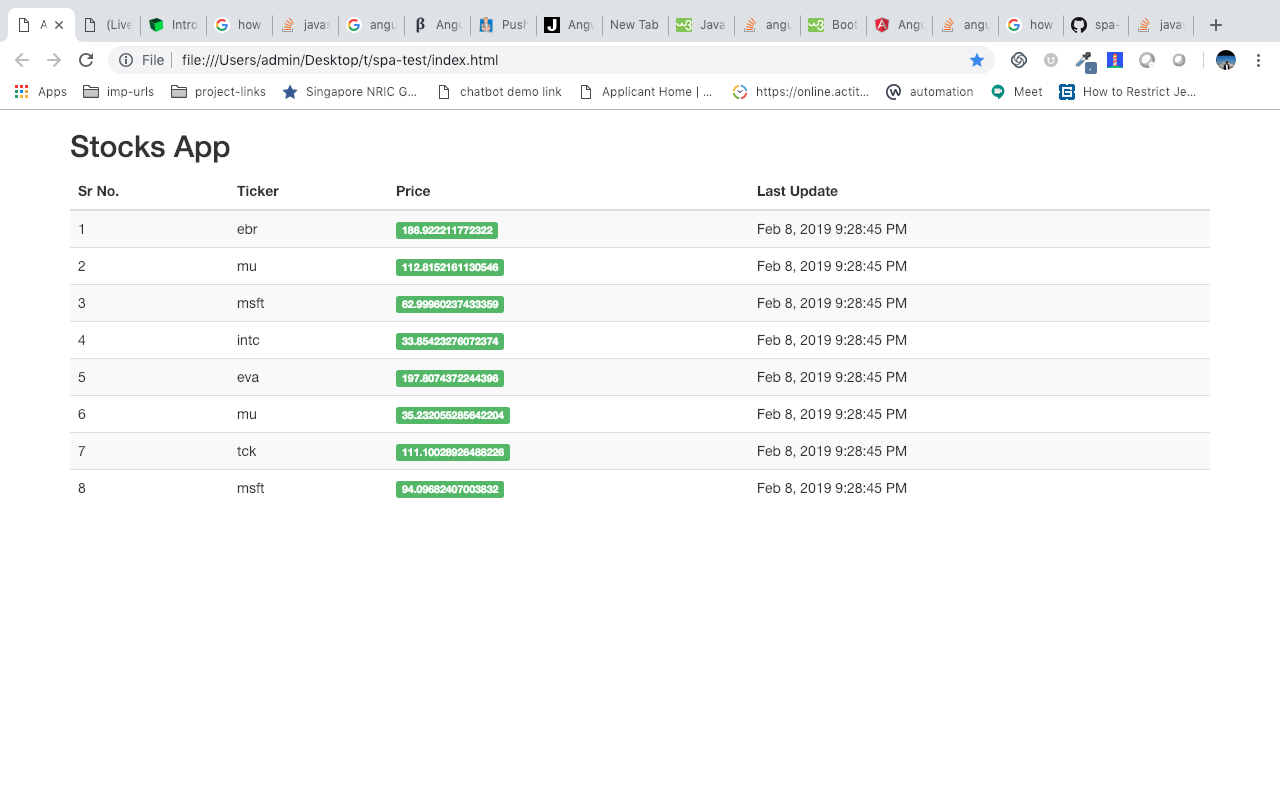 A (Live Intro how javas angu Angu Push Angu New Tab Java angu Boot Angu angu how spa- javas
File file:///Users/admin/Desktop/t/spa-test/index.html
Apps imp-urls project-links Singapore NRIC G... chatbot demo link Applicant Home | ... https://online.actit... automation Meet How to Restrict Je...
Stocks App
Sr No. Ticker Price Last Update
1 ebr 186.922211772322 Feb 8, 2019 9:28:45 PM
2 mu 112.8152161130546 Feb 8, 2019 9:28:45 PM
3 msft 62.99960237433359 Feb 8, 2019 9:28:45 PM
4 intc 33.85423276072374 Feb 8, 2019 9:28:45 PM
5 eva 197.8074372244396 Feb 8, 2019 9:28:45 PM
6 mu 35.232055285642204 Feb 8, 2019 9:28:45 PM
7 tck 111.10028926488226 Feb 8, 2019 9:28:45 PM
8 msft 94.09682407003832 Feb 8, 2019 9:28:45 PM